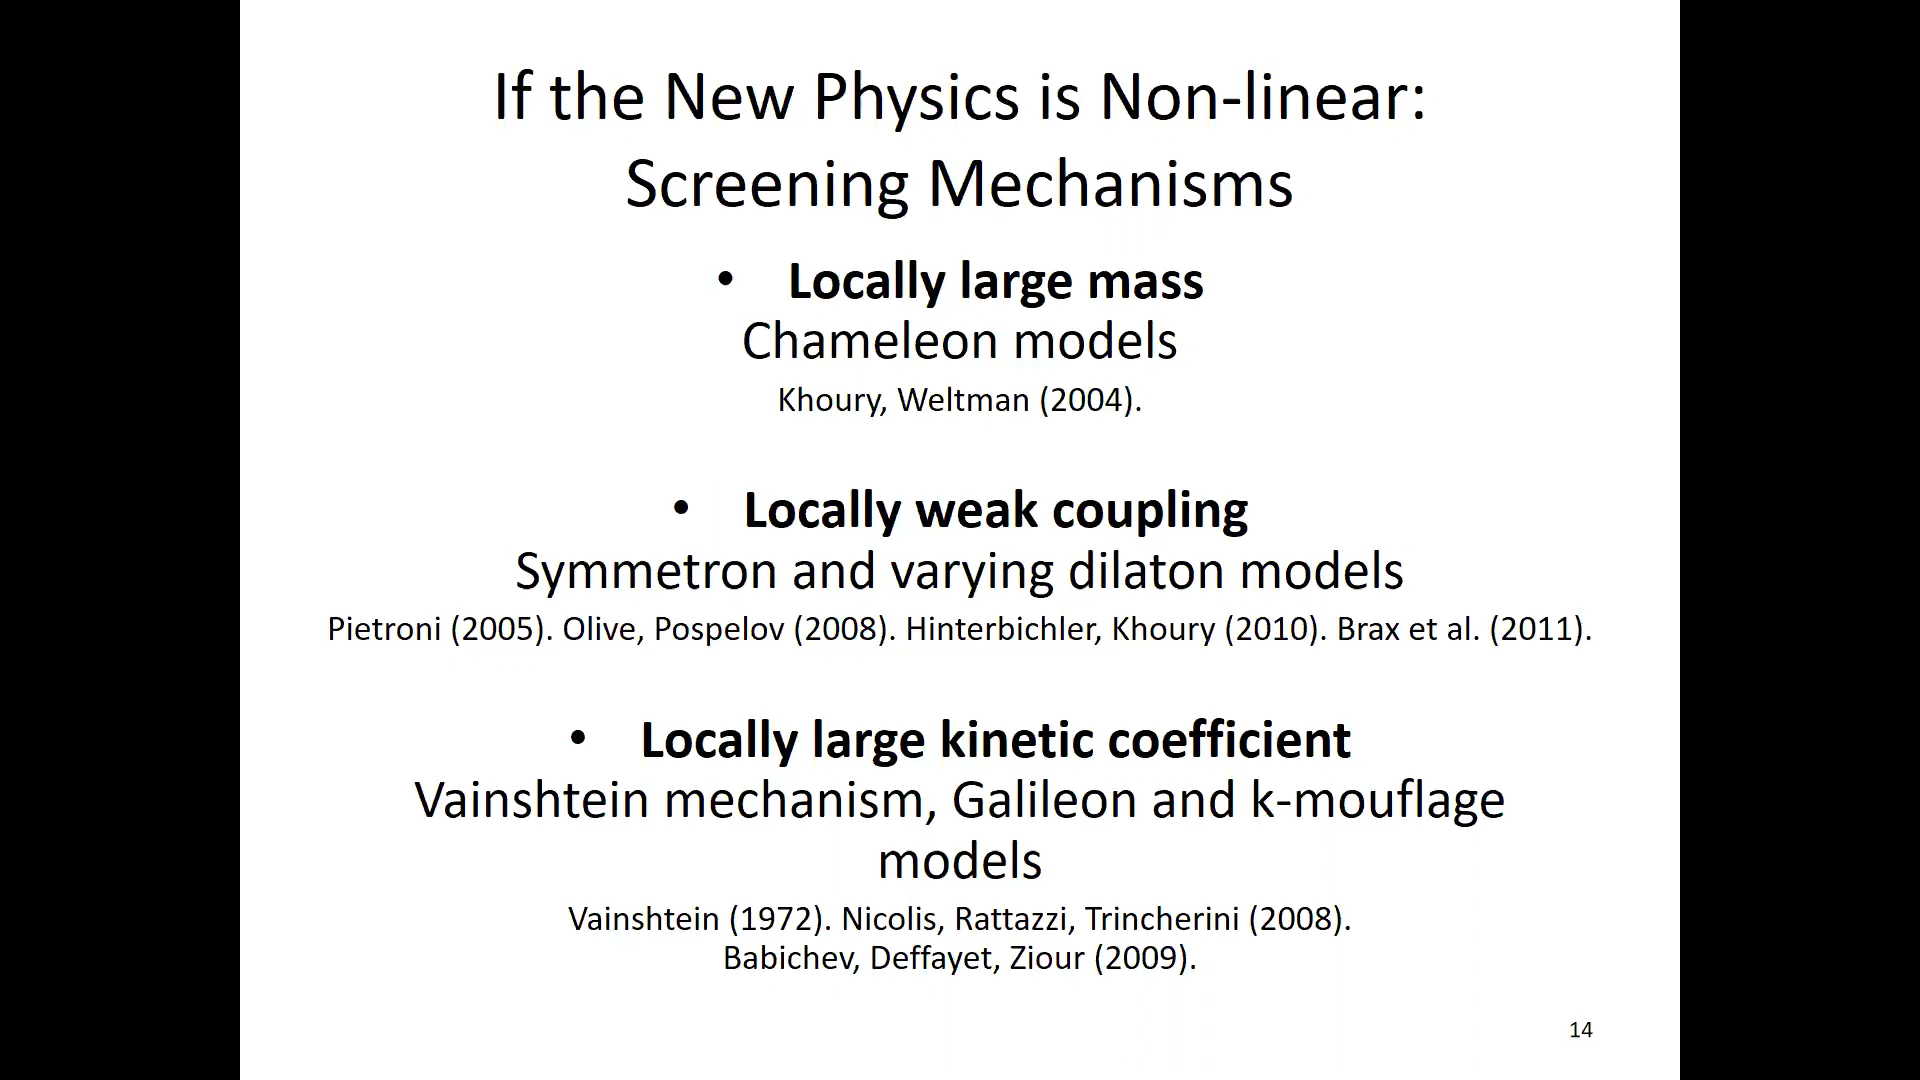 If the New Physics is Non-linear:
Screening Mechanisms
• Locally large mass
Chameleon models
Khoury, Weltman (2004).
• Locally weak coupling
Symmetron and varying dilaton models
Pietroni (2005). Olive, Pospelov (2008). Hinterbichler, Khoury (2010). Brax et al. (2011).
• Locally large kinetic coefficient
Vainshtein mechanism, Galileon and k-mouflage
models
Vainshtein (1972). Nicolis, Rattazzi, Trincherini (2008).
Babichev, Deffayet, Ziour (2009).
14